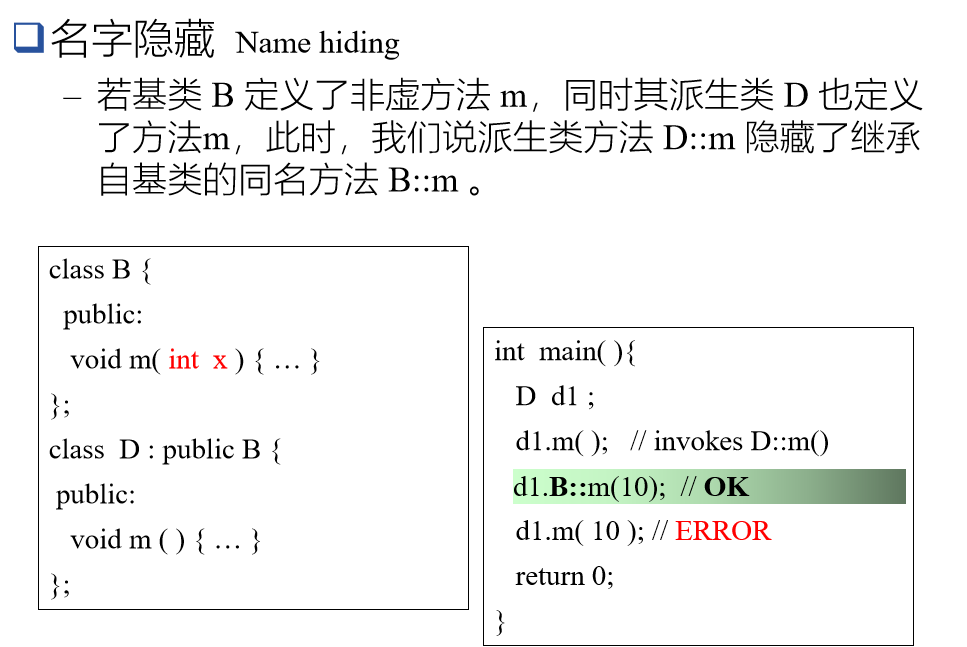 名字隐藏 Name hiding
– 若基类 B 定义了非虚方法 m，同时其派生类 D 也定义
了方法m，此时，我们说派生类方法 D::m 隐藏了继承
自基类的同名方法 B::m 。
class B {
public:
void m( int x ) { … }
};
class D : public B {
public:
void m ( ) { … }
};
int main( ){
D d1 ;
d1.m( ); // invokes D::m()
d1.B::m(10); // OK
d1.m( 10 ); // ERROR
return 0;
}